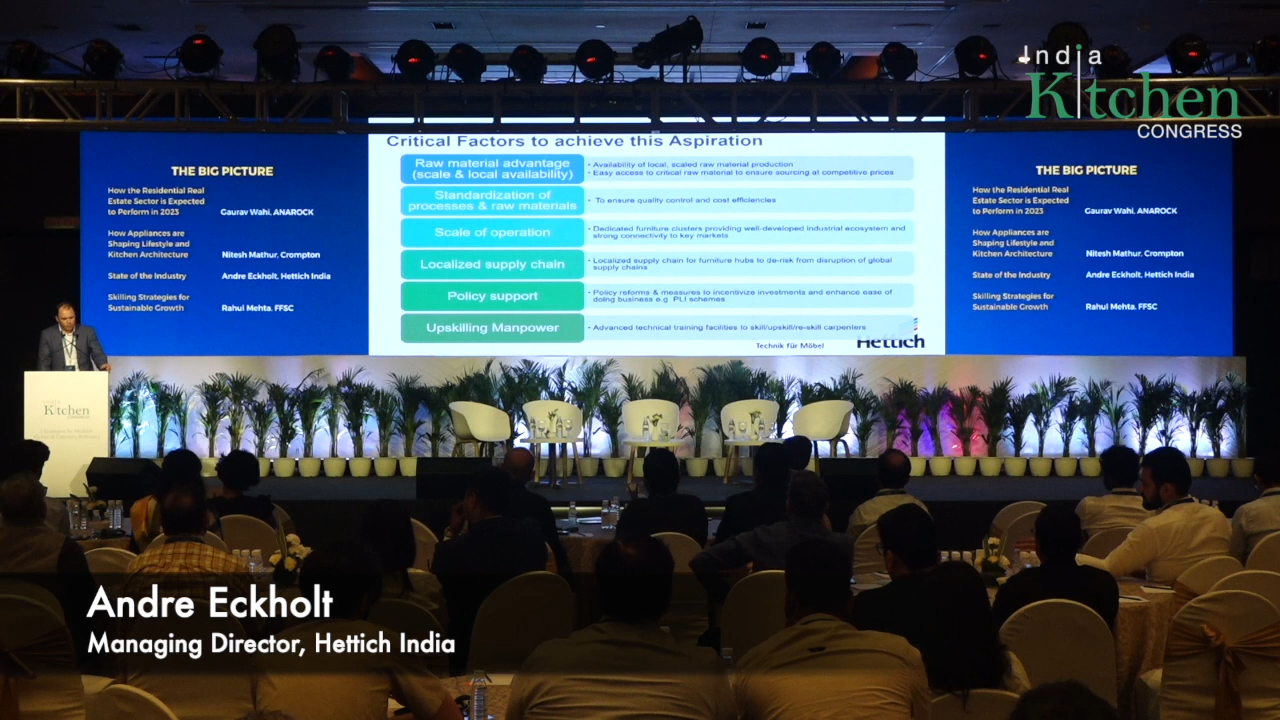 India
Kitchen
CONGRESS
THE BIG PICTURE
How the Residential Real
Estate Sector is Expected
to Perform in 2023
Gaurav Wahi, ANAROCK
How Appliances are
Shaping Lifestyle and
Kitchen Architecture
Nitesh Mathur, Crompton
State of the Industry
Andre Eckholt, Hettich India
Skilling Strategies for
Sustainable Growth
Rahul Mehta, FFSC
Critical Factors to achieve this Aspiration
Raw material advantage
(scale & local availability)
• Availability of local, scaled raw material production
• Easy access to critical raw material to ensure sourcing at competitive prices
Standardization of
processes & raw materials
• To ensure quality control and cost efficiencies
Scale of operation
• Dedicated furniture clusters providing well-developed industrial ecosystem and
strong connectivity to key markets
Localized supply chain
• Localized supply chain for furniture hubs to de-risk from disruption of global
supply chains
Policy support
• Policy reforms & measures to incentivize investments and enhance ease of
doing business e.g. PLI schemes
Upskilling Manpower
• Advanced technical training facilities to skill/upskill/re-skill carpenters
Technik für Möbel
Hettich
THE BIG PICTURE
How the Residential Real
Estate Sector is Expected
to Perform in 2023
Gaurav Wahi, ANAROCK
How Appliances are
Shaping Lifestyle and
Kitchen Architecture
Nitesh Mathur, Crompton
State of the Industry
Andre Eckholt, Hettich India
Skilling Strategies for
Sustainable Growth
Rahul Mehta, FFSC
India
Kitchen
Andre Eckholt
Managing Director, Hettich India